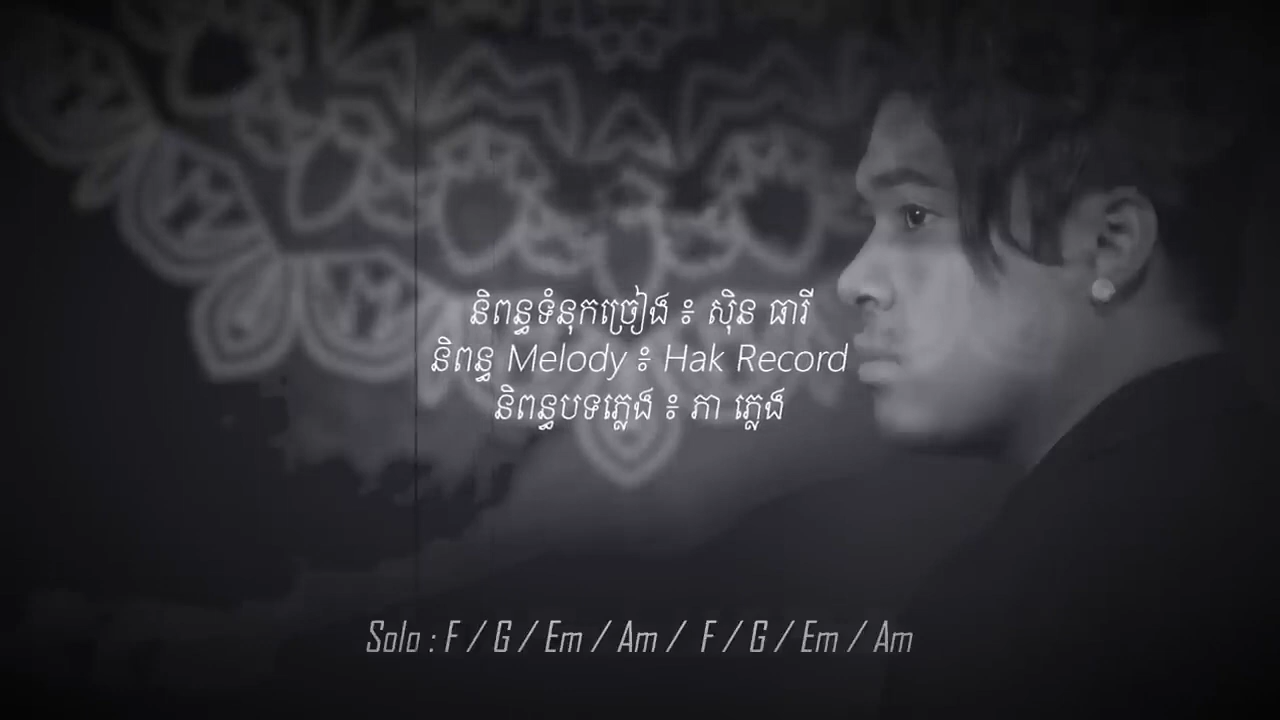 និពន្ធទំនុកច្រៀង ៖ ស៊ិន ធារី
និពន្ធ Melody ៖ Hak Record
និពន្ធបទភ្លេង ៖ ភា ភ្លេង
Solo : F / G / Em / Am / F / G / Em / Am